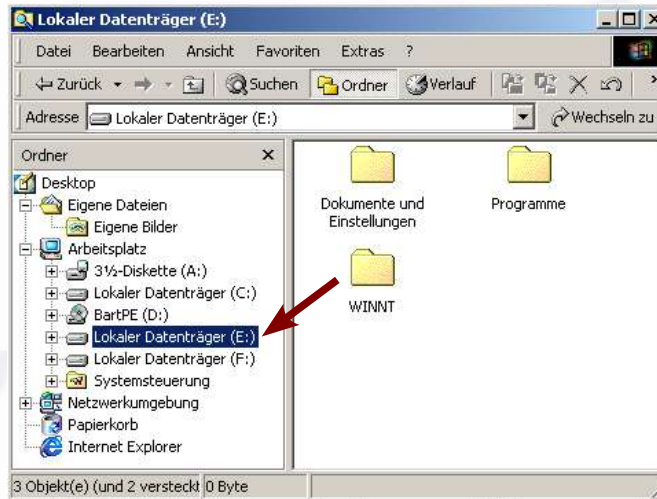 Lokaler Datenträger (E:)
Datei Bearbeiten Ansicht Favoriten Extras ?
Zurück Suchen Ordner Verlauf »
Adresse Lokaler Datenträger (E:) Wechseln zu
Ordner x
Desktop
Eigene Dateien
Eigene Bilder
Arbeitsplatz
3½-Diskette (A:)
Lokaler Datenträger (C:)
BartPE (D:)
Lokaler Datenträger (E:)
Lokaler Datenträger (F:)
Systemsteuerung
Netzwerkumgebung
Papierkorb
Internet Explorer
Dokumente und
Einstellungen
Programme
WINNT
3 Objekt(e) (und 2 versteckt 0 Byte